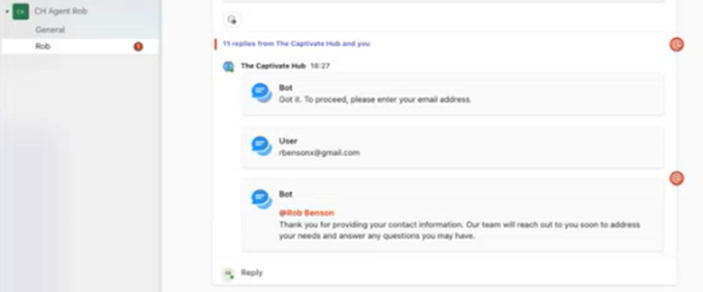 CH
CH Agent Rob
General
Rob
11 replies from The Captivate Hub and you
The Captivate Hub 18:27
Bot
Got it. To proceed, please enter your email address.
User
rbensonx@gmail.com
Bot
@Rob Benson
Thank you for providing your contact information. Our team will reach out to you soon to address
your needs and answer any questions you may have.
Reply